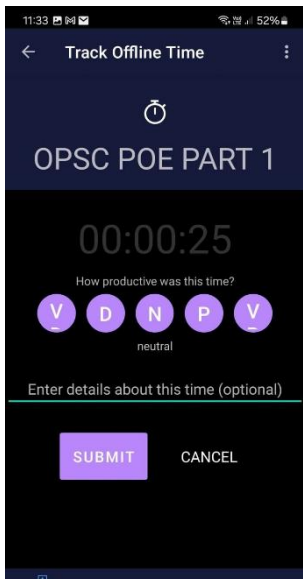 11:33 52%
Track Offline Time
OPSC POE PART 1
00:00:25
How productive was this time?
V D N P V
neutral
Enter details about this time (optional)
SUBMIT CANCEL